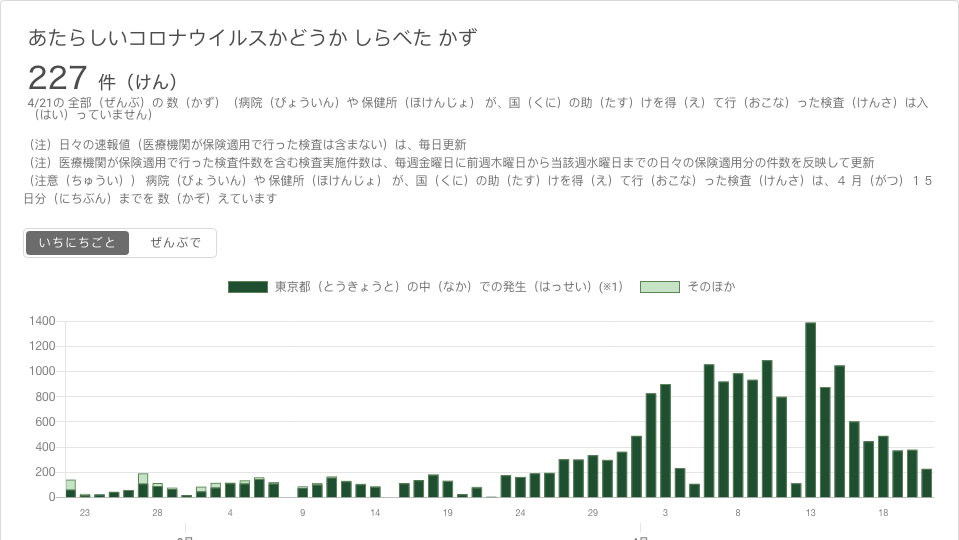 あたらしいコロナウイルスかどうか しらべた かず
227 件（けん）
4/21の 全部（ぜんぶ）の 数（かず）（病院（びょういん）や 保健所（ほけんじょ） が、国（くに）の助（たす）けを得（え）て行（おこな）った検査（けんさ）は入
（はい）っていません）
（注）日々の速報値（医療機関が保険適用で行った検査は含まない）は、毎日更新
（注）医療機関が保険適用で行った検査件数を含む検査実施件数は、毎週金曜日に前週木曜日から当該週水曜日までの日々の保険適用分の件数を反映して更新
（注意（ちゅうい）） 病院（びょういん）や 保健所（ほけんじょ） が、国（くに）の助（たす）けを得（え）て行（おこな）った検査（けんさ）は、４ 月（がつ）１５
日分（にちぶん）までを 数（かぞ）えています
いちにちごと ぜんぶで
東京都（とうきょうと）の中（なか）での発生（はっせい）(※1) そのほか
1400
1200
1000
800
600
400
200
0
23 28 4 9 14 19 24 29 3 8 13 18